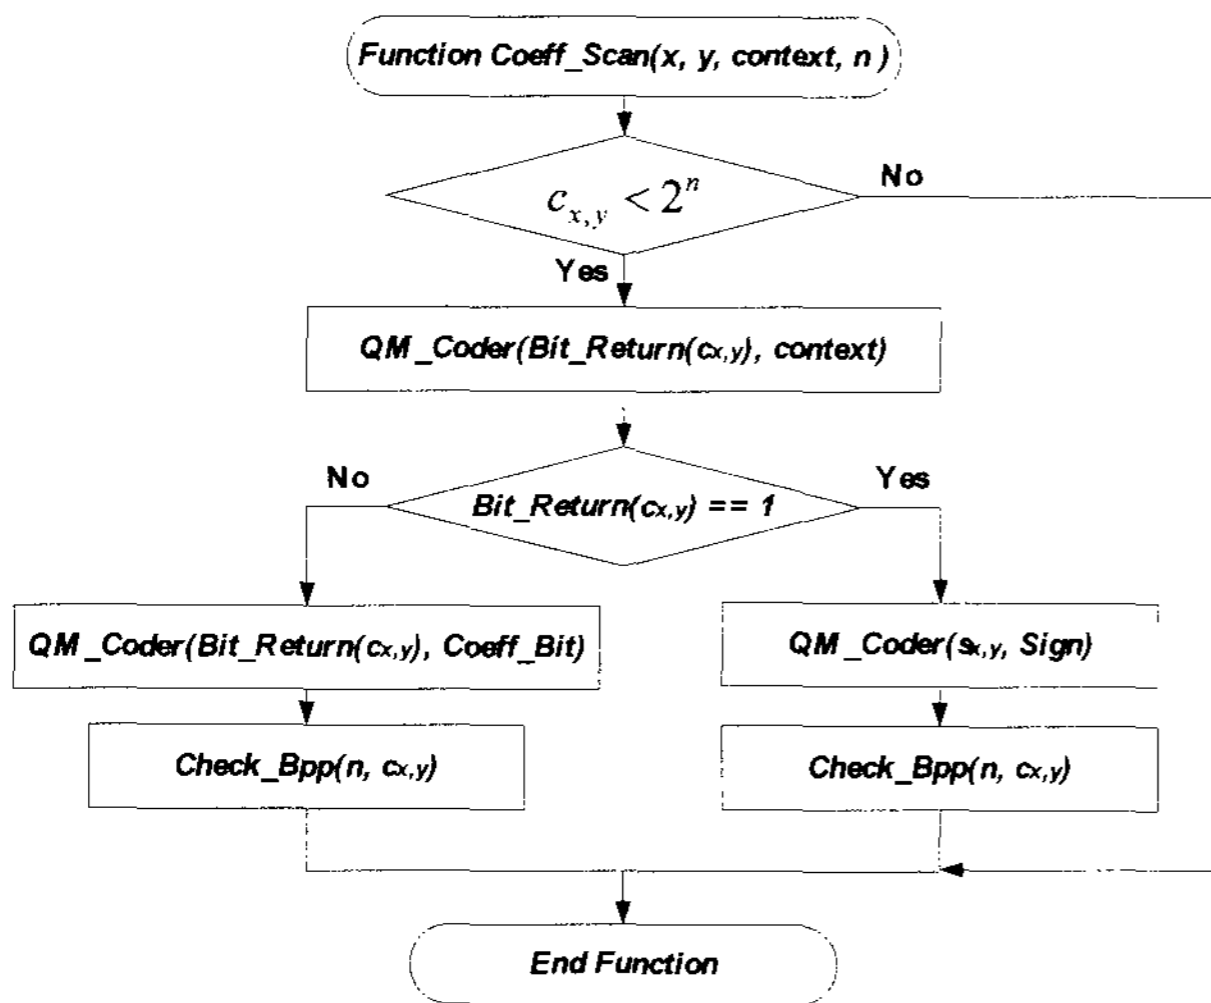 Function Coeff_Scan(x, y, context, n )
c x, y < 2^n
No
Yes
QM_Coder(Bit_Return(cx,y), context)
No
Yes
Bit_Return(cx,y) == 1
QM_Coder(Bit_Return(cx,y), Coeff_Bit)
QM_Coder(sx,y, Sign)
Check_Bpp(n, cx,y)
Check_Bpp(n, cx,y)
End Function